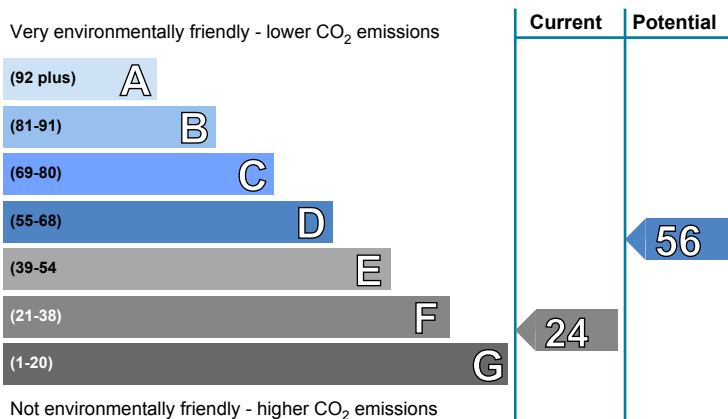 Current Potential
Very environmentally friendly - lower CO₂ emissions
(92 plus) A
(81-91) B
(69-80) C
(55-68) D
56
(39-54 E
(21-38) F
24
(1-20) G
Not environmentally friendly - higher CO₂ emissions